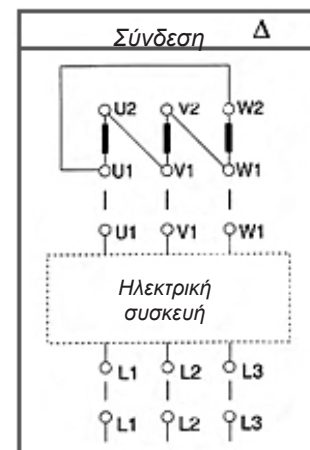 Σύνδεση Δ
U2 V2 W2
U1 V1 W1
U1 V1 W1
Ηλεκτρική
συσκευή
L1 L2 L3
L1 L2 L3